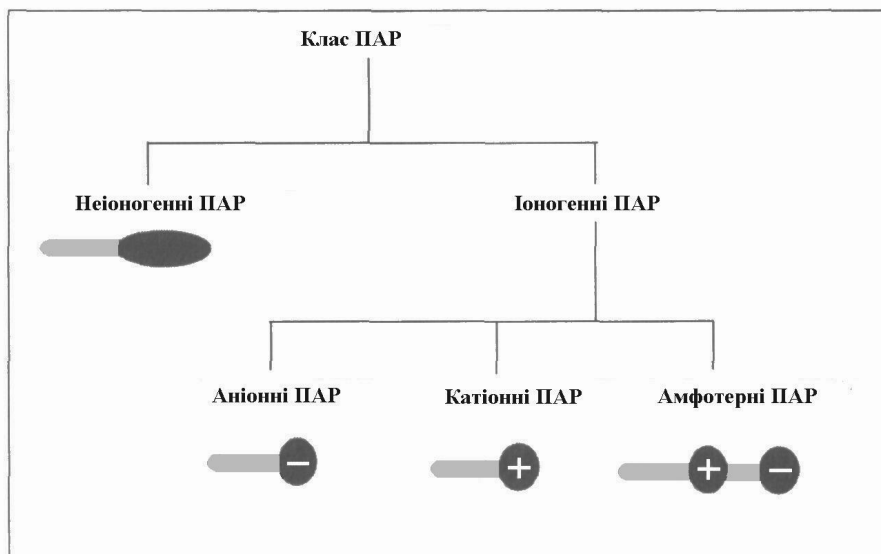 Клас ПАР
Неіоногенні ПАР
Іоногенні ПАР
Аніонні ПАР
Катіонні ПАР
Амфотерні ПАР
−
+
+
−